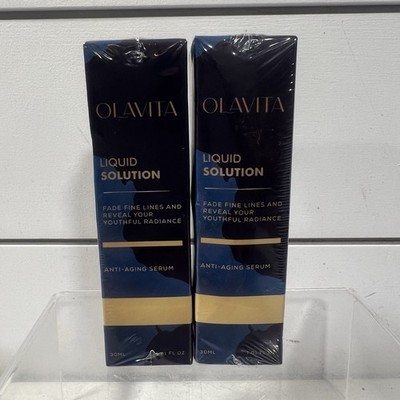 OLAVITA
LIQUID
SOLUTION
FADE FINE LINES AND
REVEAL YOUR
YOUTHFUL RADIANCE
ANTI-AGING SERUM
OLAVITA
LIQUID
SOLUTION
FADE FINE LINES AND
REVEAL YOUR
YOUTHFUL RADIANCE
ANTI-AGING SERUM